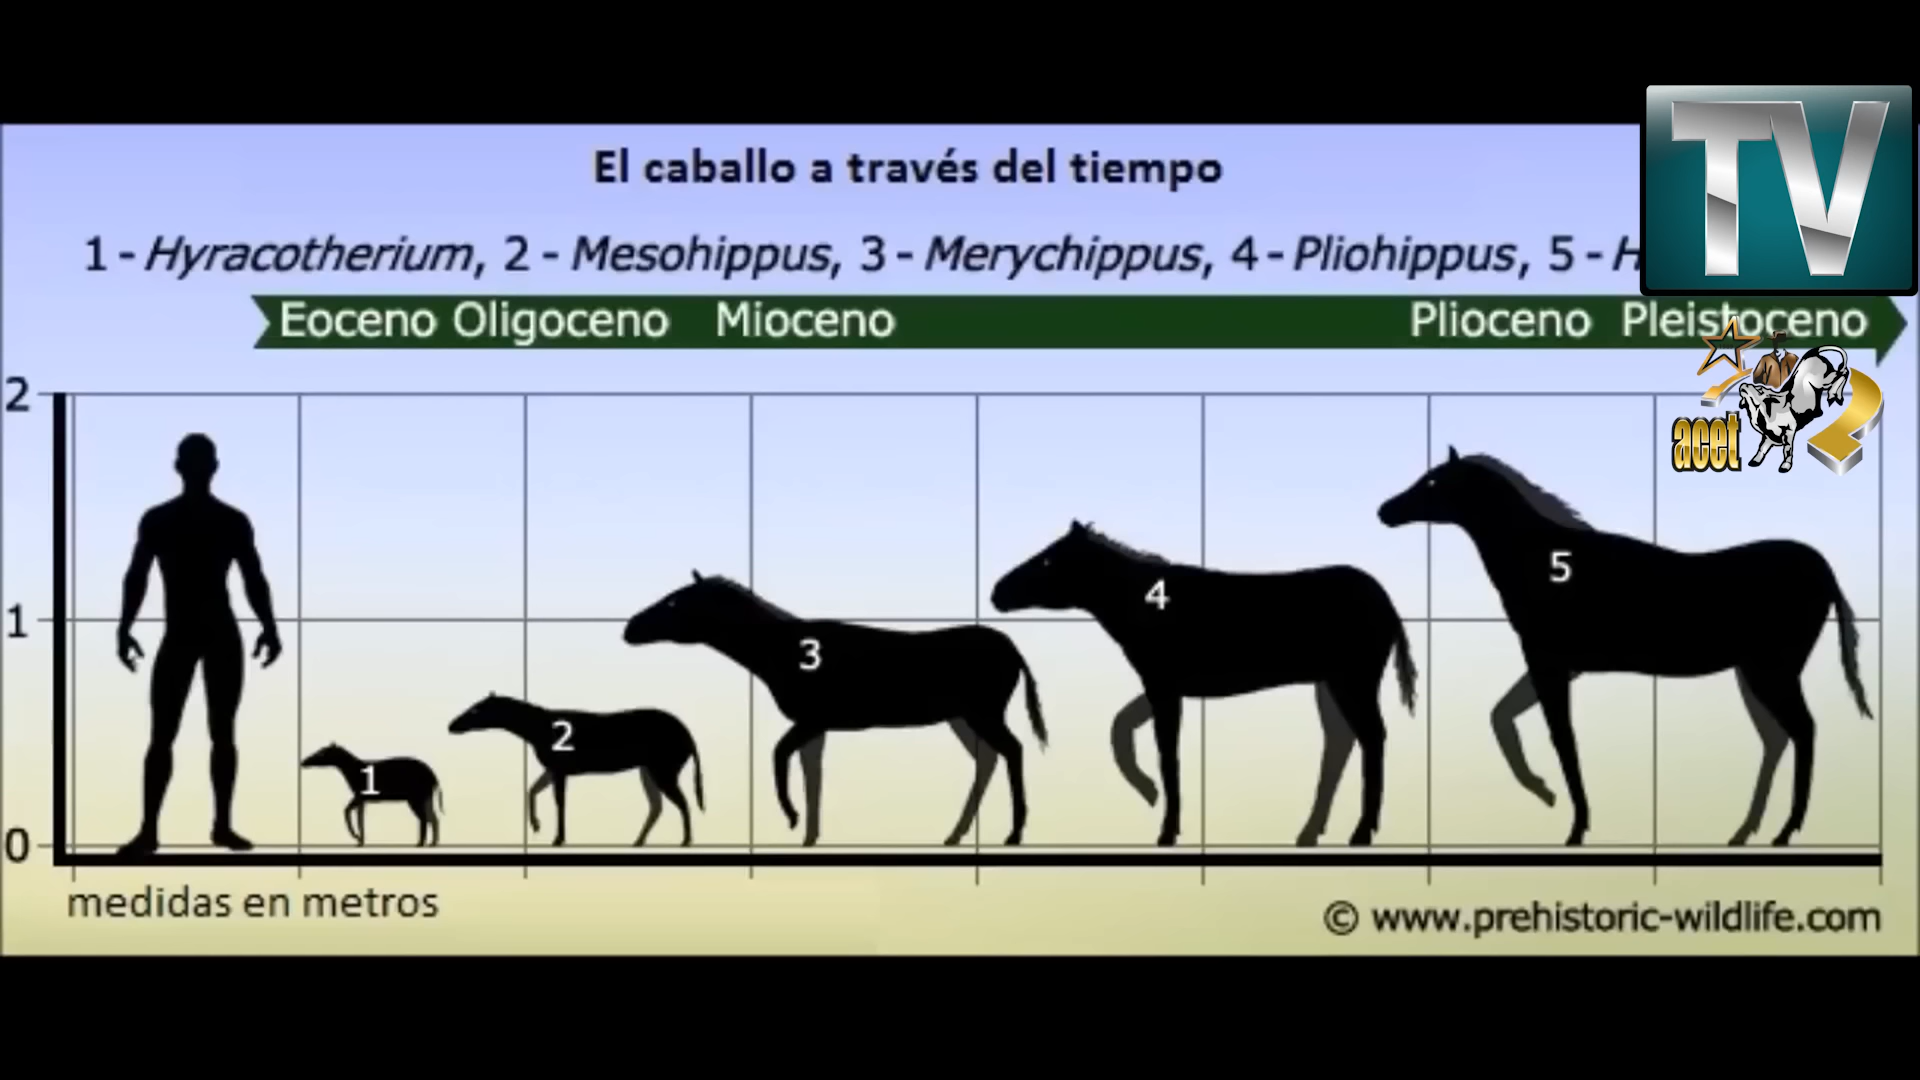 TV
El caballo a través del tiempo
1 - Hyracotherium, 2 - Mesohippus, 3 - Merychippus, 4 - Pliohippus, 5 - H
Eoceno Oligoceno Mioceno Plioceno Pleistoceno
acet 2
2
1
0
1
2
3
4
5
medidas en metros
© www.prehistoric-wildlife.com